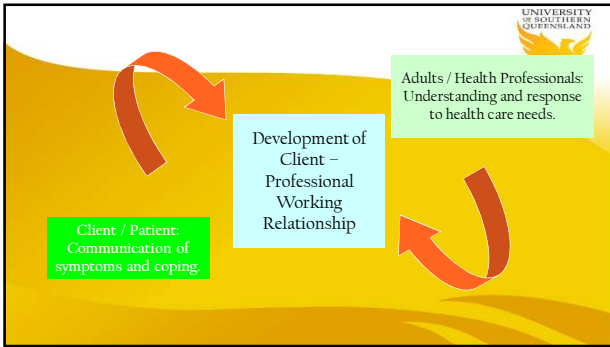 UNIVERSITY
OF SOUTHERN
QUEENSLAND
Adults / Health Professionals:
Understanding and response
to health care needs.
Development of
Client –
Professional
Working
Relationship
Client / Patient:
Communication of
symptoms and coping.